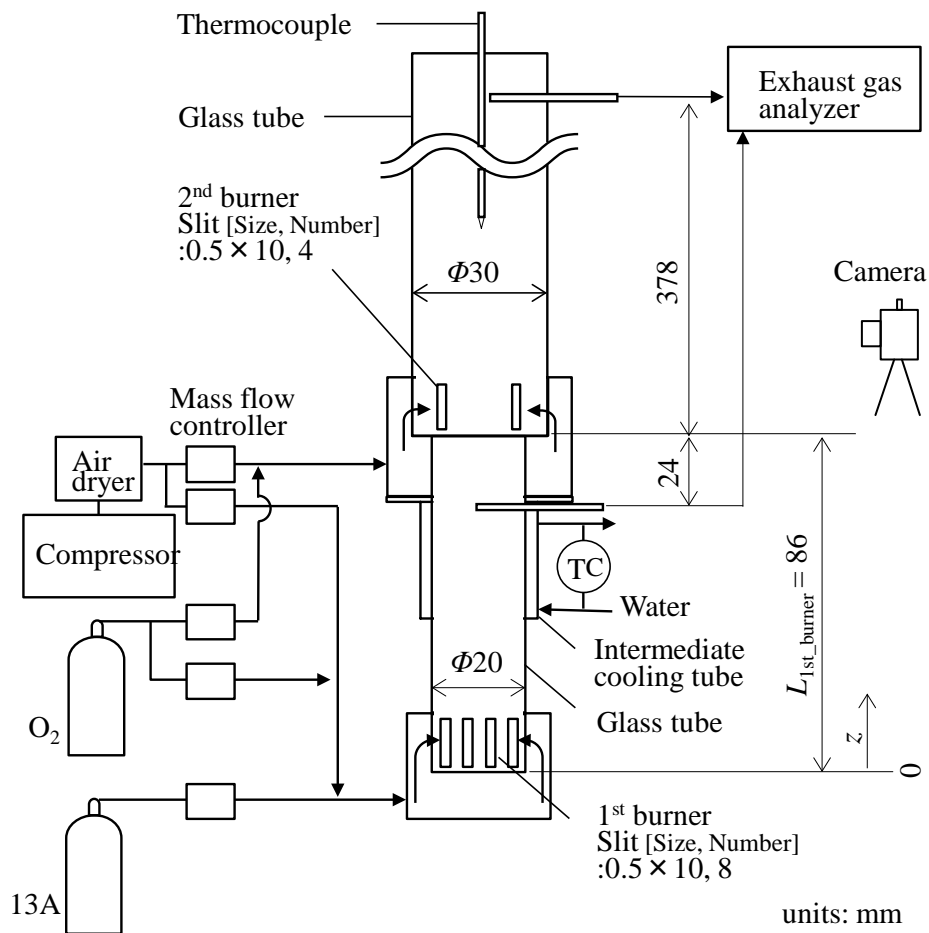 Thermocouple
Exhaust gas
analyzer
Glass tube
2nd burner
Slit [Size, Number]
:0.5×10, 4
Φ30
378
Camera
Mass flow
controller
Air
dryer
24
Compressor
TC
L1st_burner = 86
Water
Intermediate
cooling tube
Φ20
Glass tube
O2
z
0
1st burner
Slit [Size, Number]
:0.5×10, 8
13A
units: mm